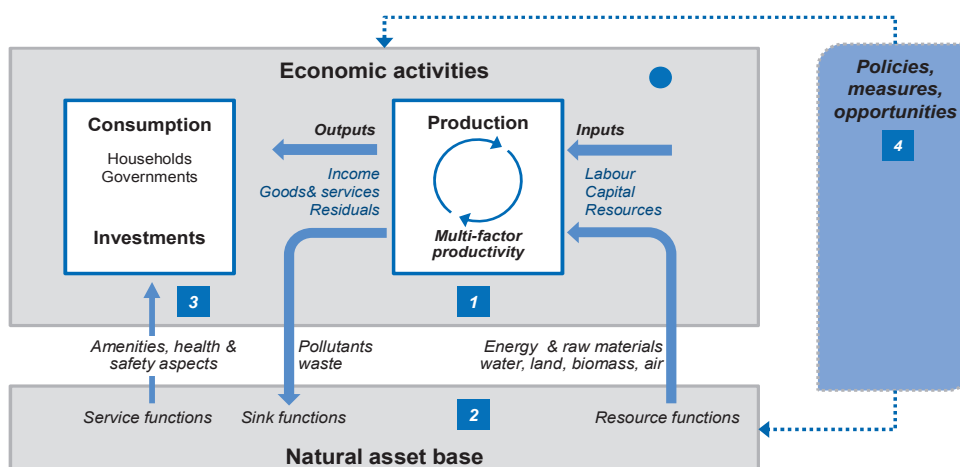 Economic activities
Policies,
measures,
opportunities
4
Consumption
Households
Governments
Investments
3
Outputs
Income
Goods& services
Residuals
Production
Multi-factor
productivity
1
Inputs
Labour
Capital
Resources
Amenities, health &
safety aspects
Pollutants
waste
Energy & raw materials
water, land, biomass, air
Service functions
Sink functions
2
Resource functions
Natural asset base